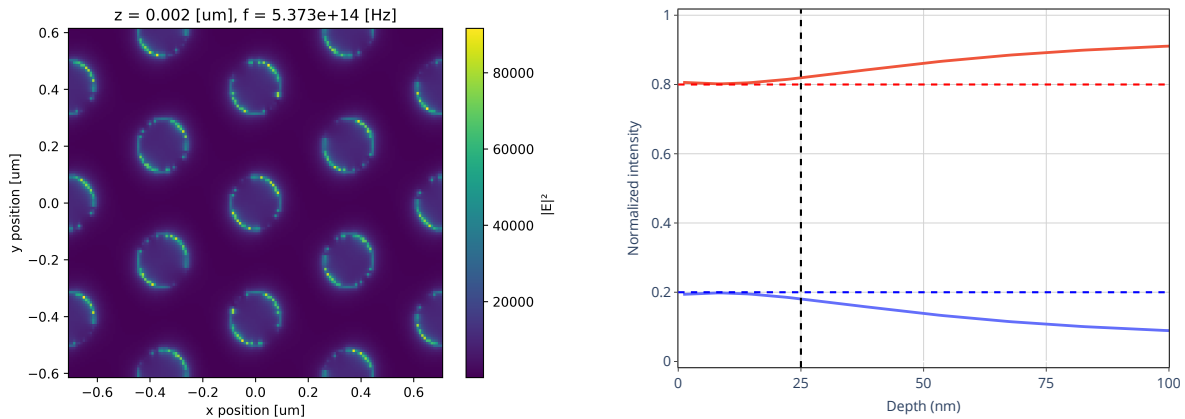 z = 0.002 [um], f = 5.373e+14 [Hz]
0.6
0.4
0.2
0.0
−0.2
−0.4
−0.6
y position [um]
−0.6 −0.4 −0.2 0.0 0.2 0.4 0.6
x position [um]
80000
60000
40000
20000
|E|²
1
0.8
0.6
0.4
0.2
0
Normalized intensity
0 25 50 75 100
Depth (nm)